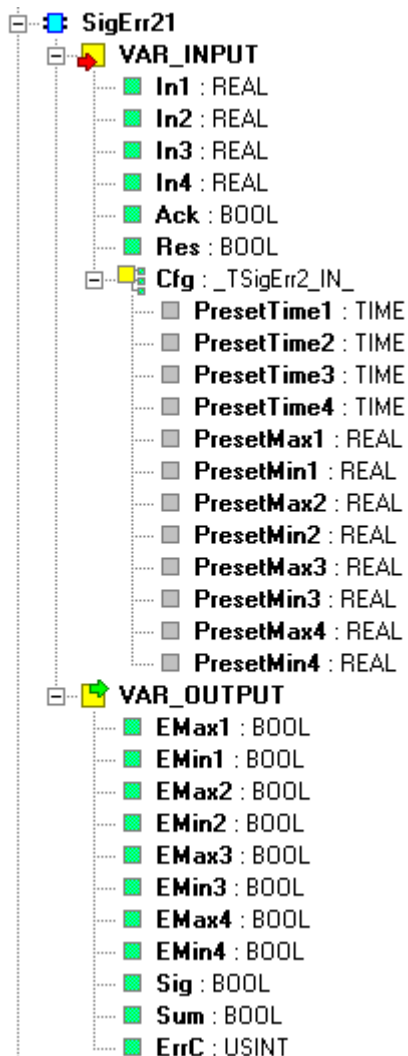 SigErr21
VAR_INPUT
In1 : REAL
In2 : REAL
In3 : REAL
In4 : REAL
Ack : BOOL
Res : BOOL
Cfg : _TSigErr2_IN_
PresetTime1 : TIME
PresetTime2 : TIME
PresetTime3 : TIME
PresetTime4 : TIME
PresetMax1 : REAL
PresetMin1 : REAL
PresetMax2 : REAL
PresetMin2 : REAL
PresetMax3 : REAL
PresetMin3 : REAL
PresetMax4 : REAL
PresetMin4 : REAL
VAR_OUTPUT
EMax1 : BOOL
EMin1 : BOOL
EMax2 : BOOL
EMin2 : BOOL
EMax3 : BOOL
EMin3 : BOOL
EMax4 : BOOL
EMin4 : BOOL
Sig : BOOL
Sum : BOOL
ErrC : USINT